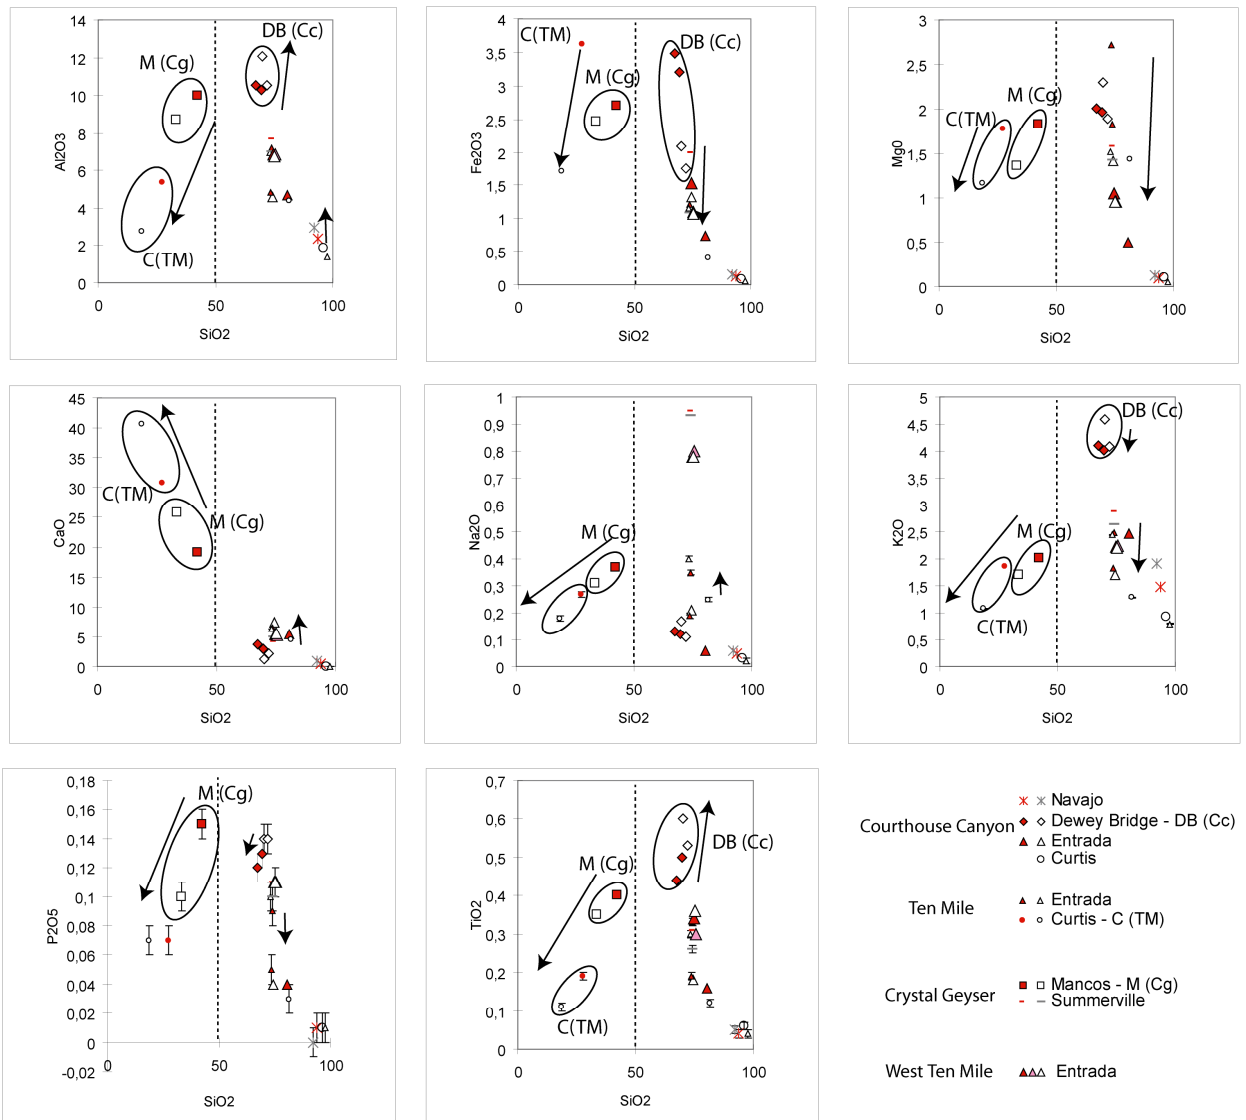 14
12
10
8
6
4
2
0
0
50
100
Al2O3
SiO2
DB (Cc)
M (Cg)
C(TM)
4
3,5
3
2,5
2
1,5
1
0,5
0
0
50
100
Fe2O3
SiO2
C(TM)
DB (Cc)
M (Cg)
3
2,5
2
1,5
1
0,5
0
0
50
100
Mg0
SiO2
M (Cg)
C(TM)
45
40
35
30
25
20
15
10
5
0
0
50
100
CaO
SiO2
C(TM)
M (Cg)
1
0,9
0,8
0,7
0,6
0,5
0,4
0,3
0,2
0,1
0
0
50
100
Na2O
SiO2
M (Cg)
5
4,5
4
3,5
3
2,5
2
1,5
1
0,5
0
0
50
100
K2O
SiO2
DB (Cc)
M (Cg)
C(TM)
0,18
0,16
0,14
0,12
0,1
0,08
0,06
0,04
0,02
0
-0,02
0
50
100
P2O5
SiO2
M (Cg)
0,7
0,6
0,5
0,4
0,3
0,2
0,1
0
0
50
100
TiO2
SiO2
M (Cg)
DB (Cc)
C(TM)
Courthouse Canyon
Navajo
Dewey Bridge - DB (Cc)
Entrada
Curtis
Ten Mile
Entrada
Curtis - C (TM)
Crystal Geyser
Mancos - M (Cg)
Summerville
West Ten Mile
Entrada